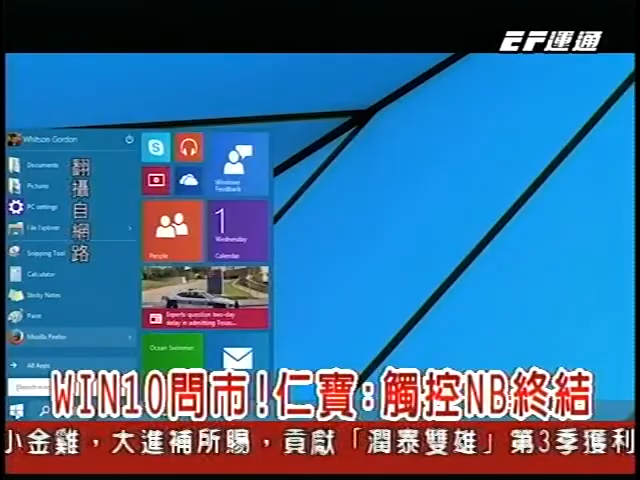 EF運通
Whitson Gordon
Documents
Pictures
PC settings
File Explorer
Snipping Tool
Calculator
Sticky Notes
Paint
Mozilla Firefox
All Apps
翻攝自網路
Windows Feedback
People
1
Wednesday
Calendar
Experts question two-day
delay in admitting Texas...
Ocean Swimmer
WIN10問市!仁寶:觸控NB終結
小金雞,大進補所賜,貢獻「潤泰雙雄」第3季獲利